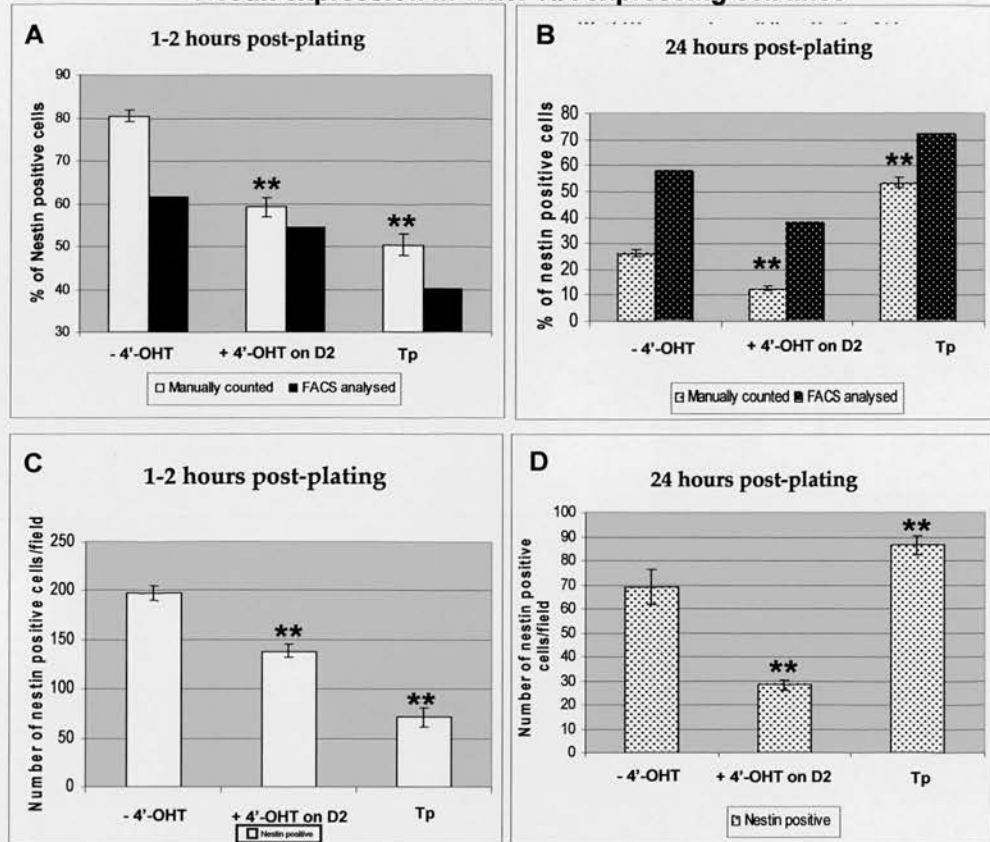 A
1-2 hours post-plating
% of Nestin positive cells
90
80
70
60
50
40
30
**
**
- 4'-OHT
+ 4'-OHT on D2
Tp
Manually counted
FACS analysed
B
24 hours post-plating
% of nestin positive cells
80
70
60
50
40
30
20
10
0
**
**
- 4'-OHT
+ 4'-OHT on D2
Tp
Manually counted
FACS analysed
C
1-2 hours post-plating
Number of nestin positive cells/field
250
200
150
100
50
0
**
**
- 4'-OHT
+ 4'-OHT on D2
Tp
Nestin positive
D
24 hours post-plating
Number of nestin positive
cells/field
100
90
80
70
60
50
40
30
20
10
0
**
**
- 4'-OHT
+ 4'-OHT on D2
Tp
Nestin positive